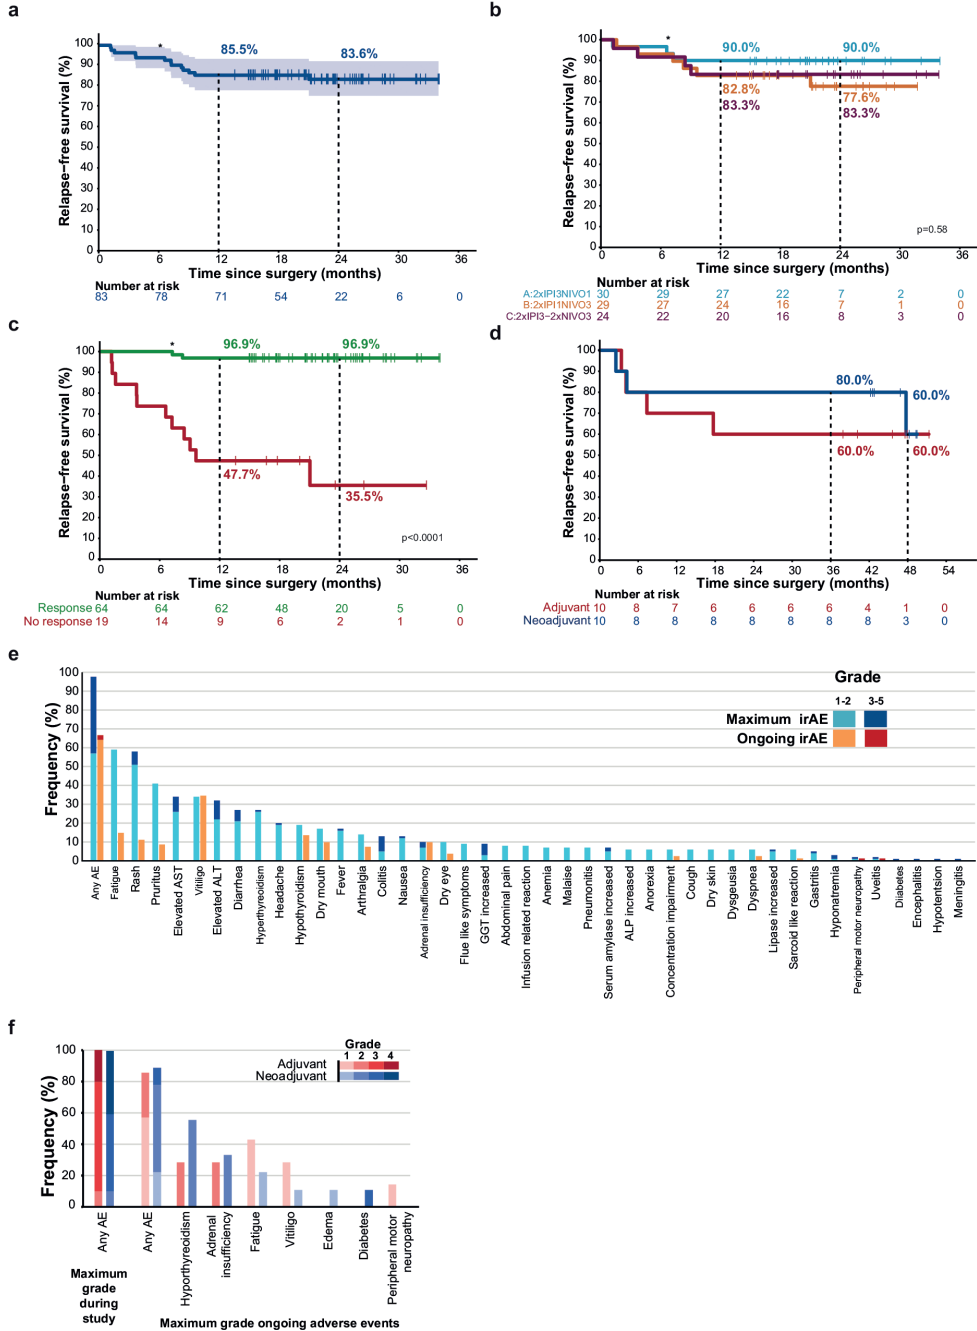 a
Relapse-free survival (%)
100
90
80
70
60
50
40
30
20
10
0
*
85.5%
83.6%
0 6 12 18 24 30 36
Time since surgery (months)
Number at risk
83 78 71 54 22 6 0
b
Relapse-free survival (%)
100
90
80
70
60
50
40
30
20
10
0
*
90.0%
90.0%
82.8%
83.3%
77.6%
83.3%
p=0.58
0 6 12 18 24 30 36
Time since surgery (months)
Number at risk
A:2xIPI3NIVO1 30 29 27 22 7 2 0
B:2xIPI1NIVO3 29 27 24 16 7 1 0
C:2xIPI3-2xNIVO3 24 22 20 16 8 3 0
c
Relapse-free survival (%)
100
90
80
70
60
50
40
30
20
10
0
*
96.9%
96.9%
47.7%
35.5%
p<0.0001
0 6 12 18 24 30 36
Time since surgery (months)
Number at risk
Response 64 64 62 48 20 5 0
No response 19 14 9 6 2 1 0
d
Relapse-free survival (%)
100
90
80
70
60
50
40
30
20
10
0
80.0%
60.0%
60.0%
60.0%
0 6 12 18 24 30 36 42 48 54
Time since surgery (months)
Number at risk
Adjuvant 10 8 7 6 6 6 6 4 1 0
Neoadjuvant 10 8 8 8 8 8 8 8 3 0
e
Frequency (%)
100
90
80
70
60
50
40
30
20
10
0
Grade
1-2 3-5
Maximum irAE
Ongoing irAE
Any AE
Fatigue
Rash
Pruritus
Elevated AST
Vitiligo
Elevated ALT
Diarrhea
Hyperthyreoidism
Headache
Hypothyroidism
Dry mouth
Fever
Arthralgia
Colitis
Nausea
Adrenal insufficiency
Dry eye
Flue like symptoms
GGT increased
Abdominal pain
Infusion related reaction
Anemia
Malaise
Pneumonitis
Serum amylase increased
ALP increased
Anorexia
Concentration impairment
Cough
Dry skin
Dysgeusia
Dyspnea
Lipase increased
Sarcoid like reaction
Gastritis
Hyponatremia
Peripheral motor neuropathy
Uveitis
Diabetes
Encephalitis
Hypotension
Meningitis
f
Frequency (%)
100
80
60
40
20
0
Grade
1 2 3 4
Adjuvant
Neoadjuvant
Any AE
Any AE
Hyporthyreoidism
Adrenal
insufficiency
Fatigue
Vitiligo
Edema
Diabetes
Peripheral motor
neuropathy
Maximum
grade
during
study
Maximum grade ongoing adverse events